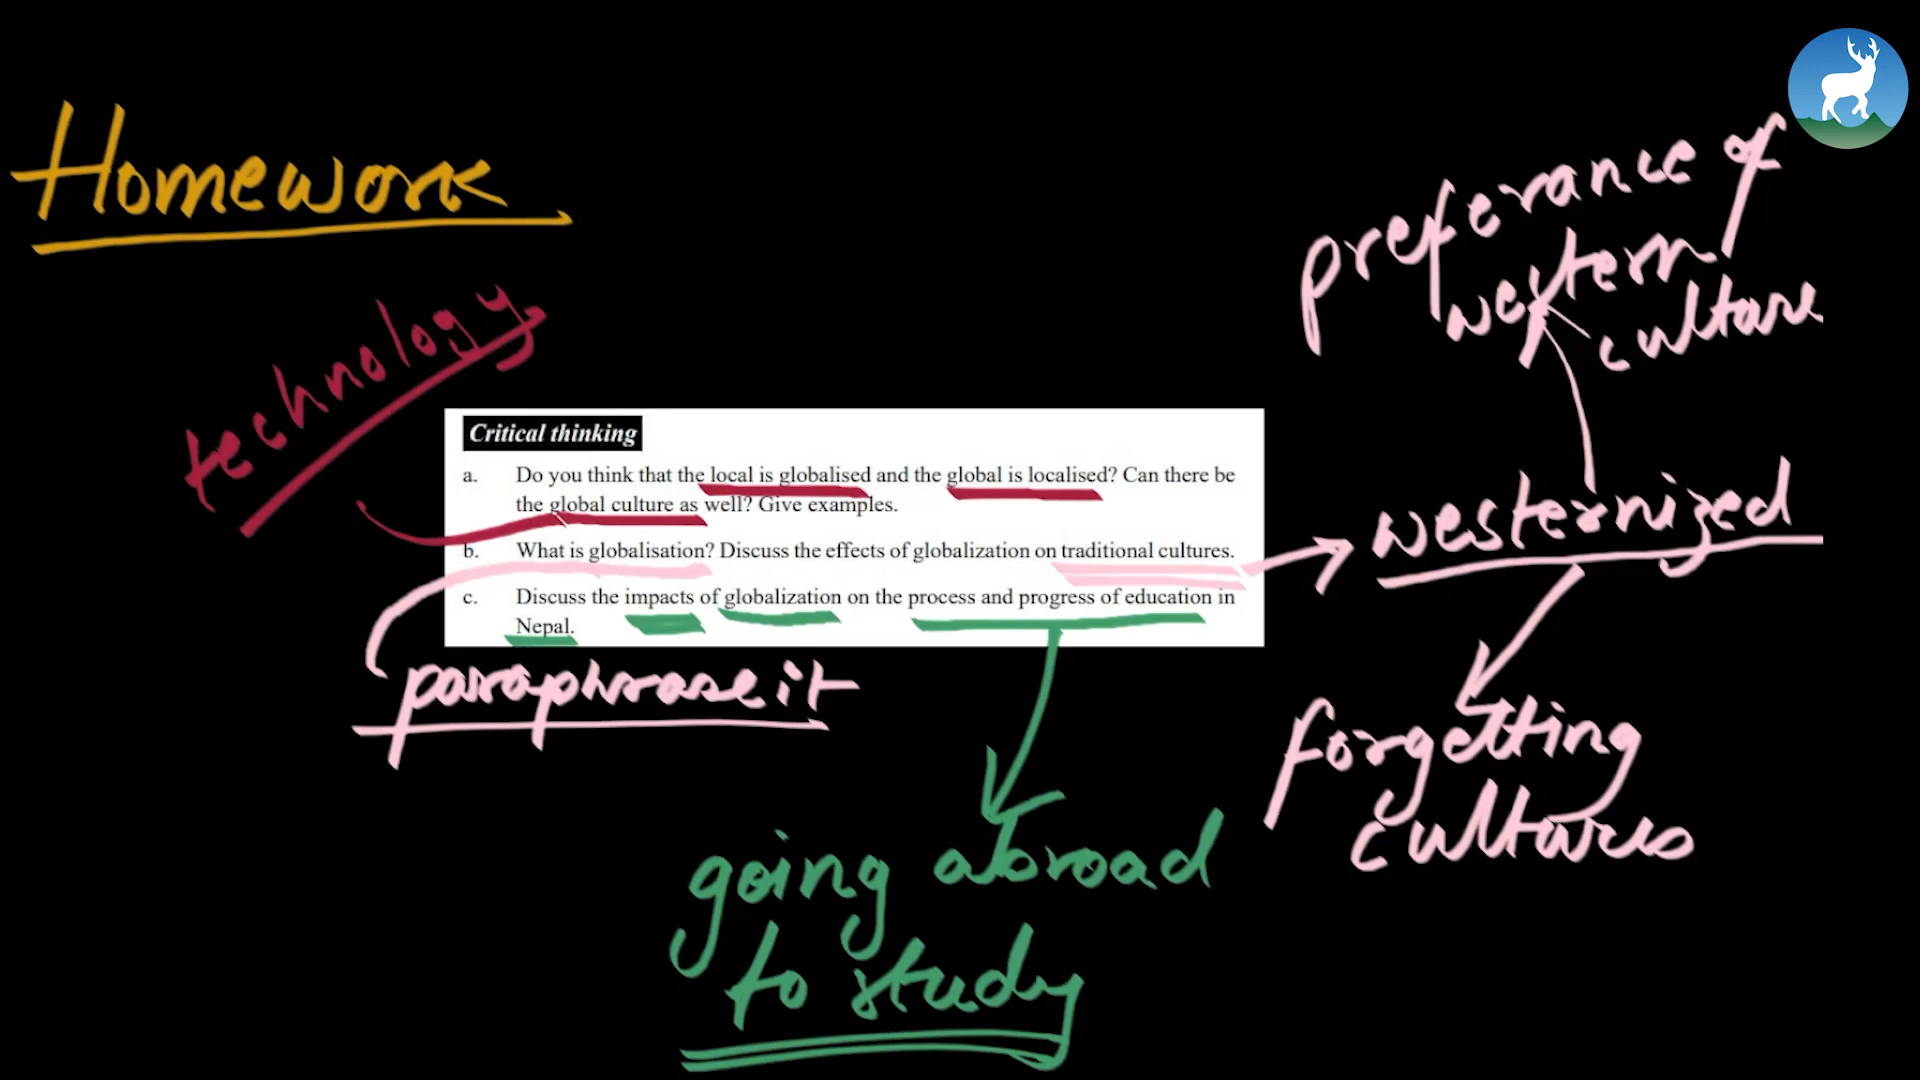 Homework
technology
preferance of
western
culture
Critical thinking
a. Do you think that the local is globalised and the global is localised? Can there be
the global culture as well? Give examples.
b. What is globalisation? Discuss the effects of globalization on traditional cultures.
c. Discuss the impacts of globalization on the process and progress of education in
Nepal.
westernized
paraphrase it
forgetting
cultures
going abroad
to study